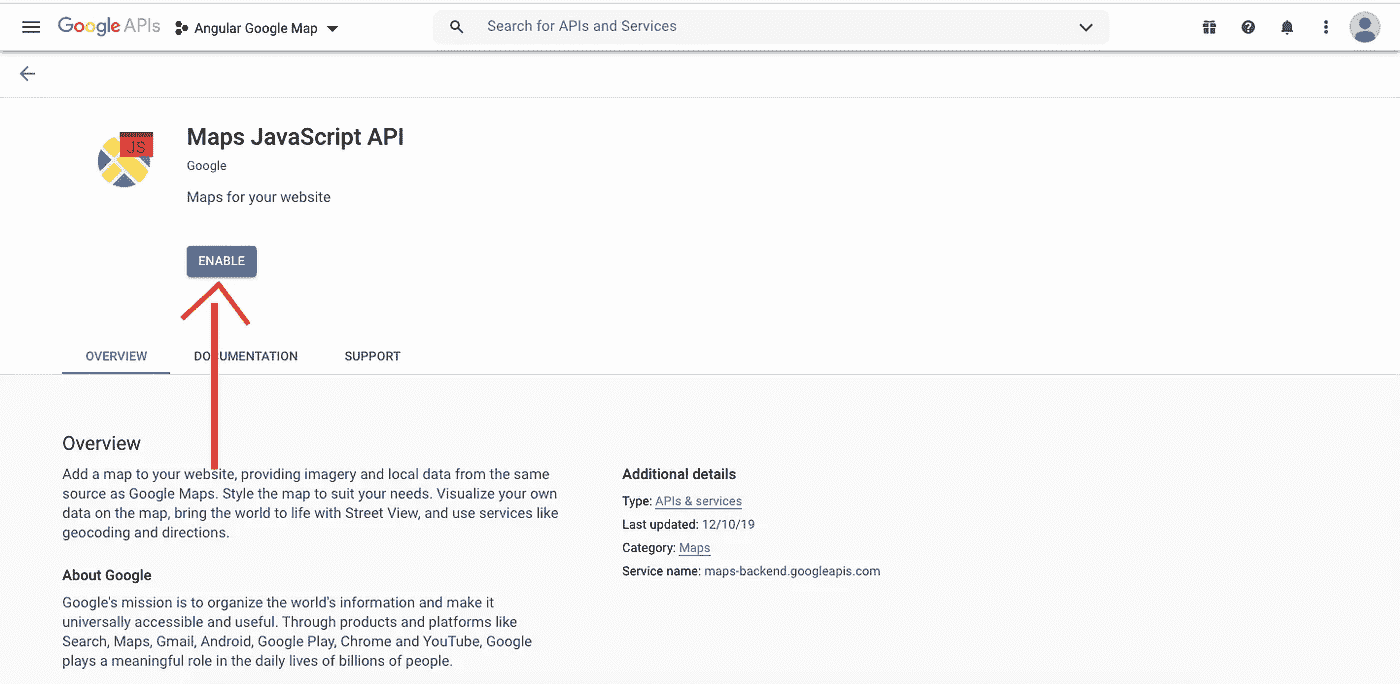 Google APIs Angular Google Map Search for APIs and Services
Maps JavaScript API
JS
Google
Maps for your website
ENABLE
OVERVIEW DOCUMENTATION SUPPORT
Overview
Add a map to your website, providing imagery and local data from the same
source as Google Maps. Style the map to suit your needs. Visualize your own
data on the map, bring the world to life with Street View, and use services like
geocoding and directions.
About Google
Google's mission is to organize the world's information and make it
universally accessible and useful. Through products and platforms like
Search, Maps, Gmail, Android, Google Play, Chrome and YouTube, Google
plays a meaningful role in the daily lives of billions of people.
Additional details
Type: APIs & services
Last updated: 12/10/19
Category: Maps
Service name: maps-backend.googleapis.com